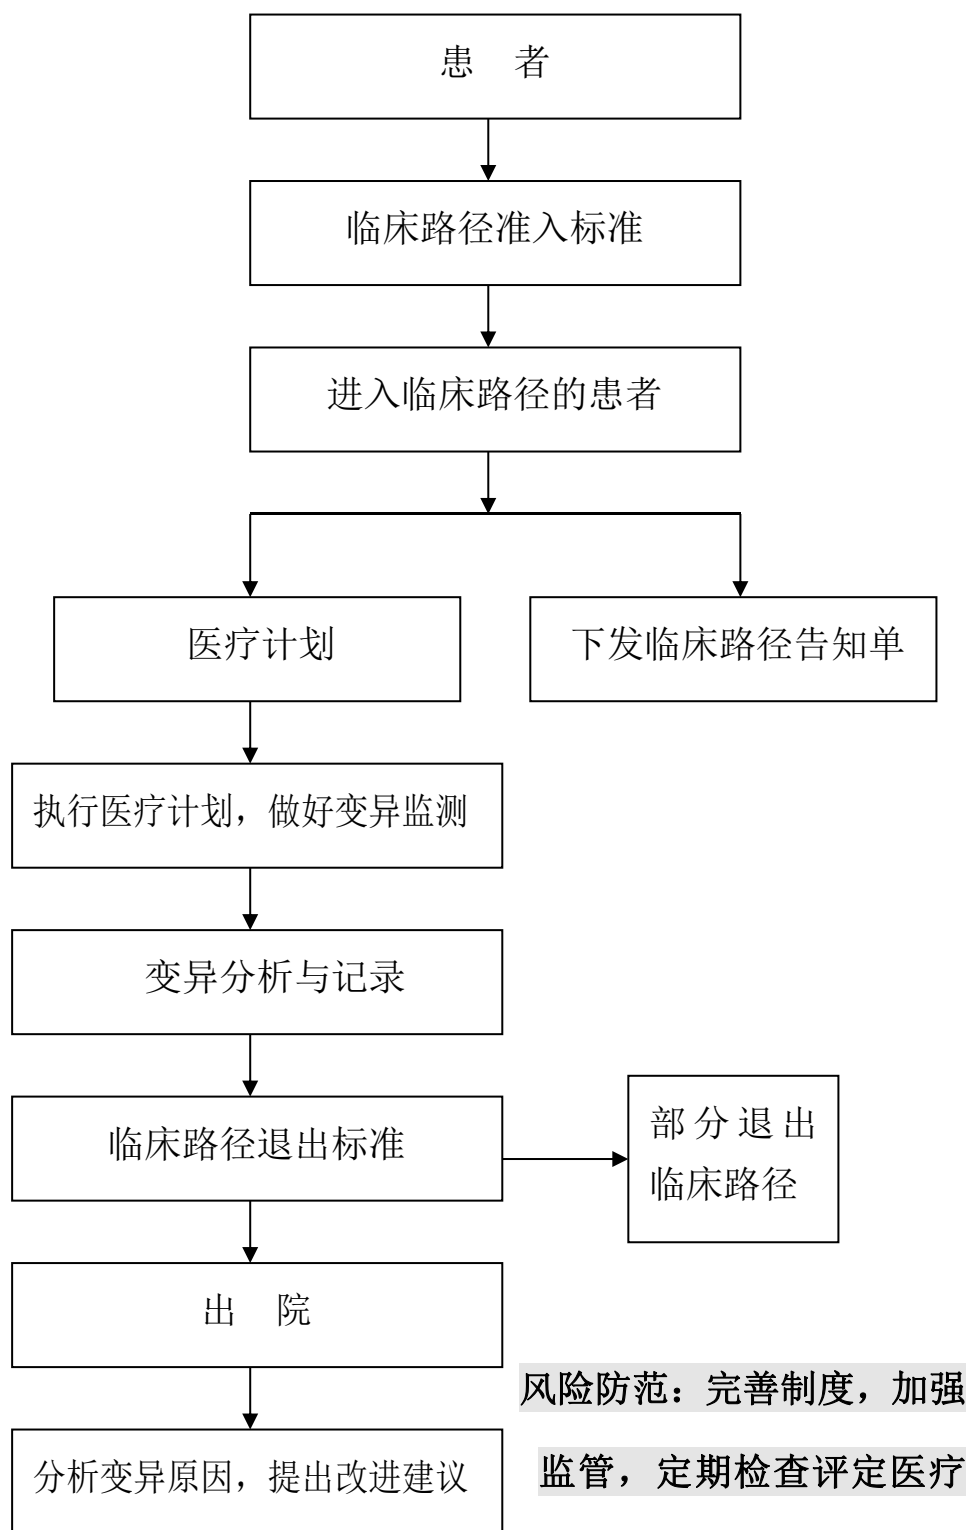 患　者
临床路径准入标准
进入临床路径的患者
医疗计划
下发临床路径告知单
执行医疗计划，做好变异监测
变异分析与记录
临床路径退出标准
部分退出
临床路径
出　院
风险防范：完善制度，加强
监管，定期检查评定医疗
分析变异原因，提出改进建议